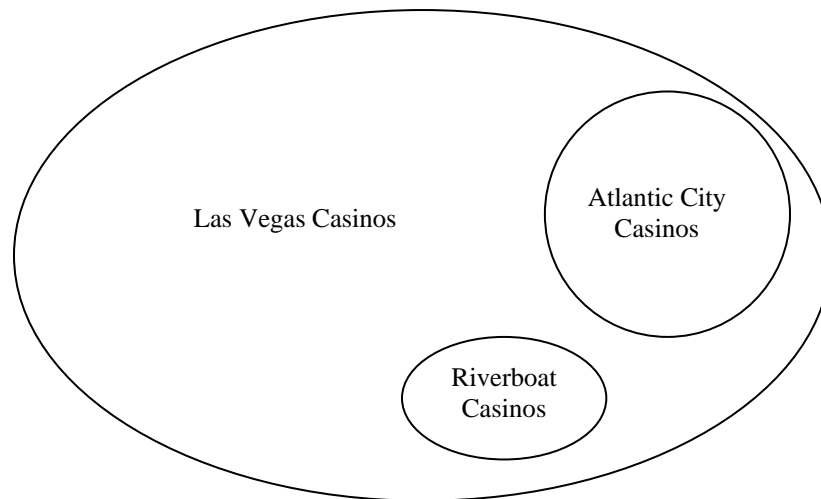 Las Vegas Casinos
Atlantic City
Casinos
Riverboat
Casinos